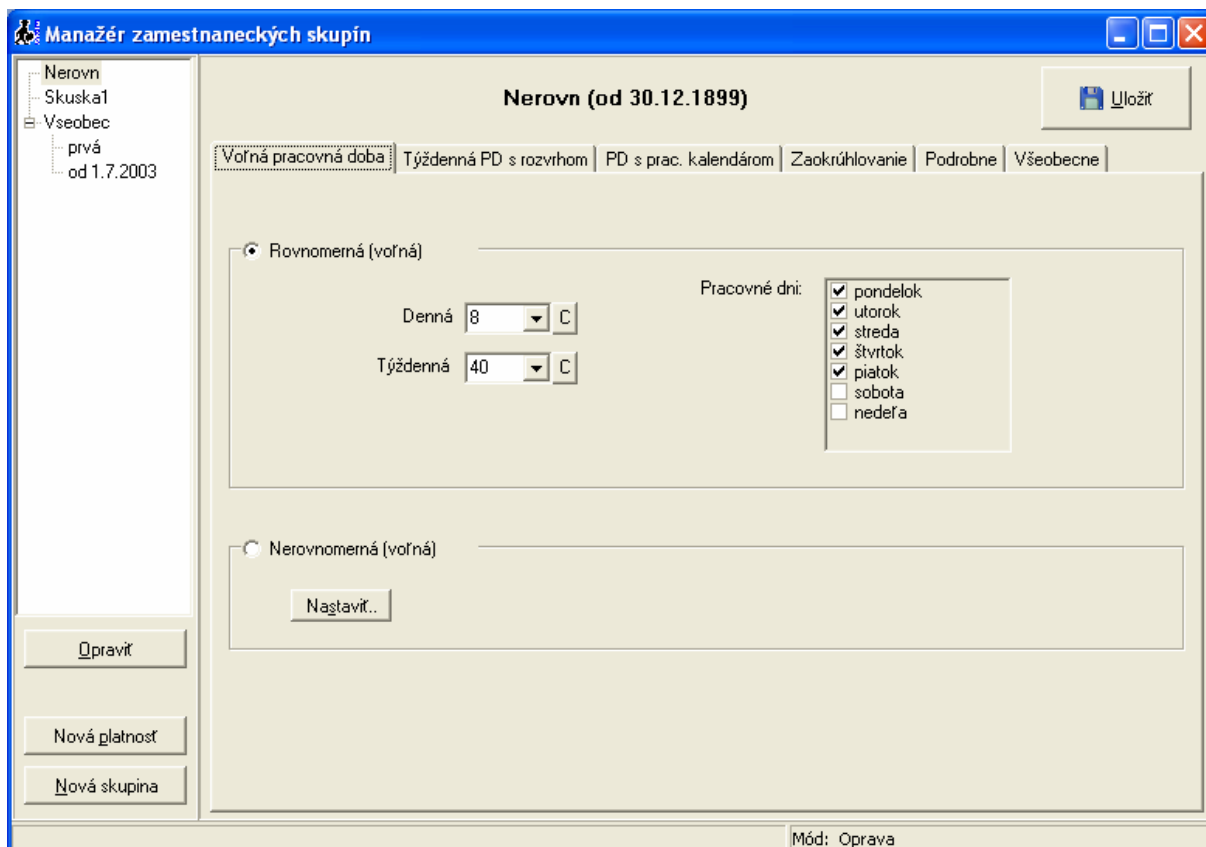 Manažér zamestnaneckých skupín
Nerovn
Skuska1
Vseobec
prvá
od 1.7.2003
Opraviť
Nová platnosť
Nová skupina
Nerovn (od 30.12.1899)
Uložiť
Voľná pracovná doba
Týždenná PD s rozvrhom
PD s prac. kalendárom
Zaokrúhlovanie
Podrobne
Všeobecne
Rovnomerná (voľná)
Denná 8 C
Týždenná 40 C
Pracovné dni:
pondelok
utorok
streda
štvrtok
piatok
sobota
nedeľa
Nerovnomerná (voľná)
Nastaviť..
Mód: Oprava